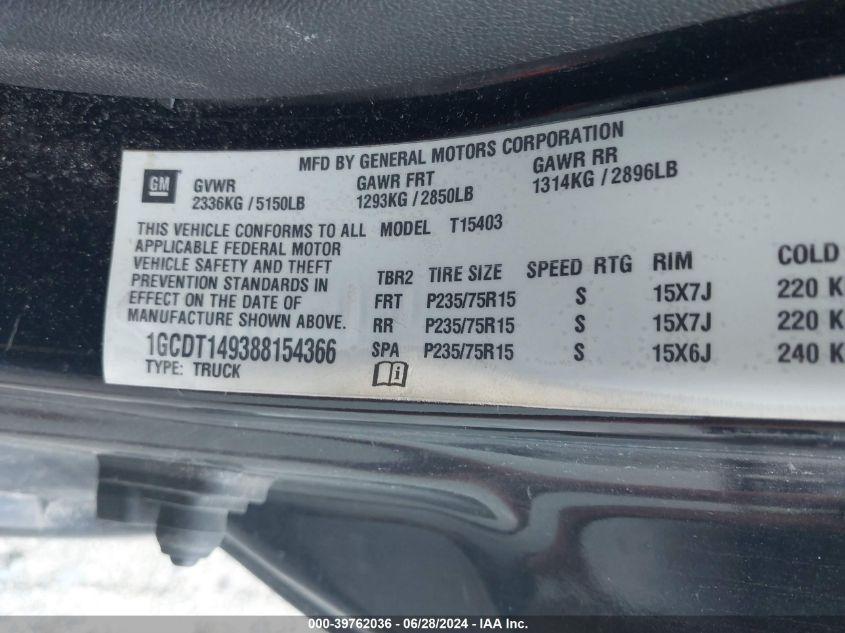 MFD BY GENERAL MOTORS CORPORATION
GM
GVWR GAWR FRT GAWR RR
2336KG / 5150LB 1293KG / 2850LB 1314KG / 2896LB
THIS VEHICLE CONFORMS TO ALL
APPLICABLE FEDERAL MOTOR
VEHICLE SAFETY AND THEFT
PREVENTION STANDARDS IN
EFFECT ON THE DATE OF
MANUFACTURE SHOWN ABOVE.
1GCDT149388154366
TYPE: TRUCK
MODEL T15403
TBR2 TIRE SIZE SPEED RTG RIM COLD
FRT P235/75R15 S 15X7J 220 K
RR P235/75R15 S 15X7J 220 K
SPA P235/75R15 S 15X6J 240 K
i
000-39762036 - 06/28/2024 - IAA Inc.